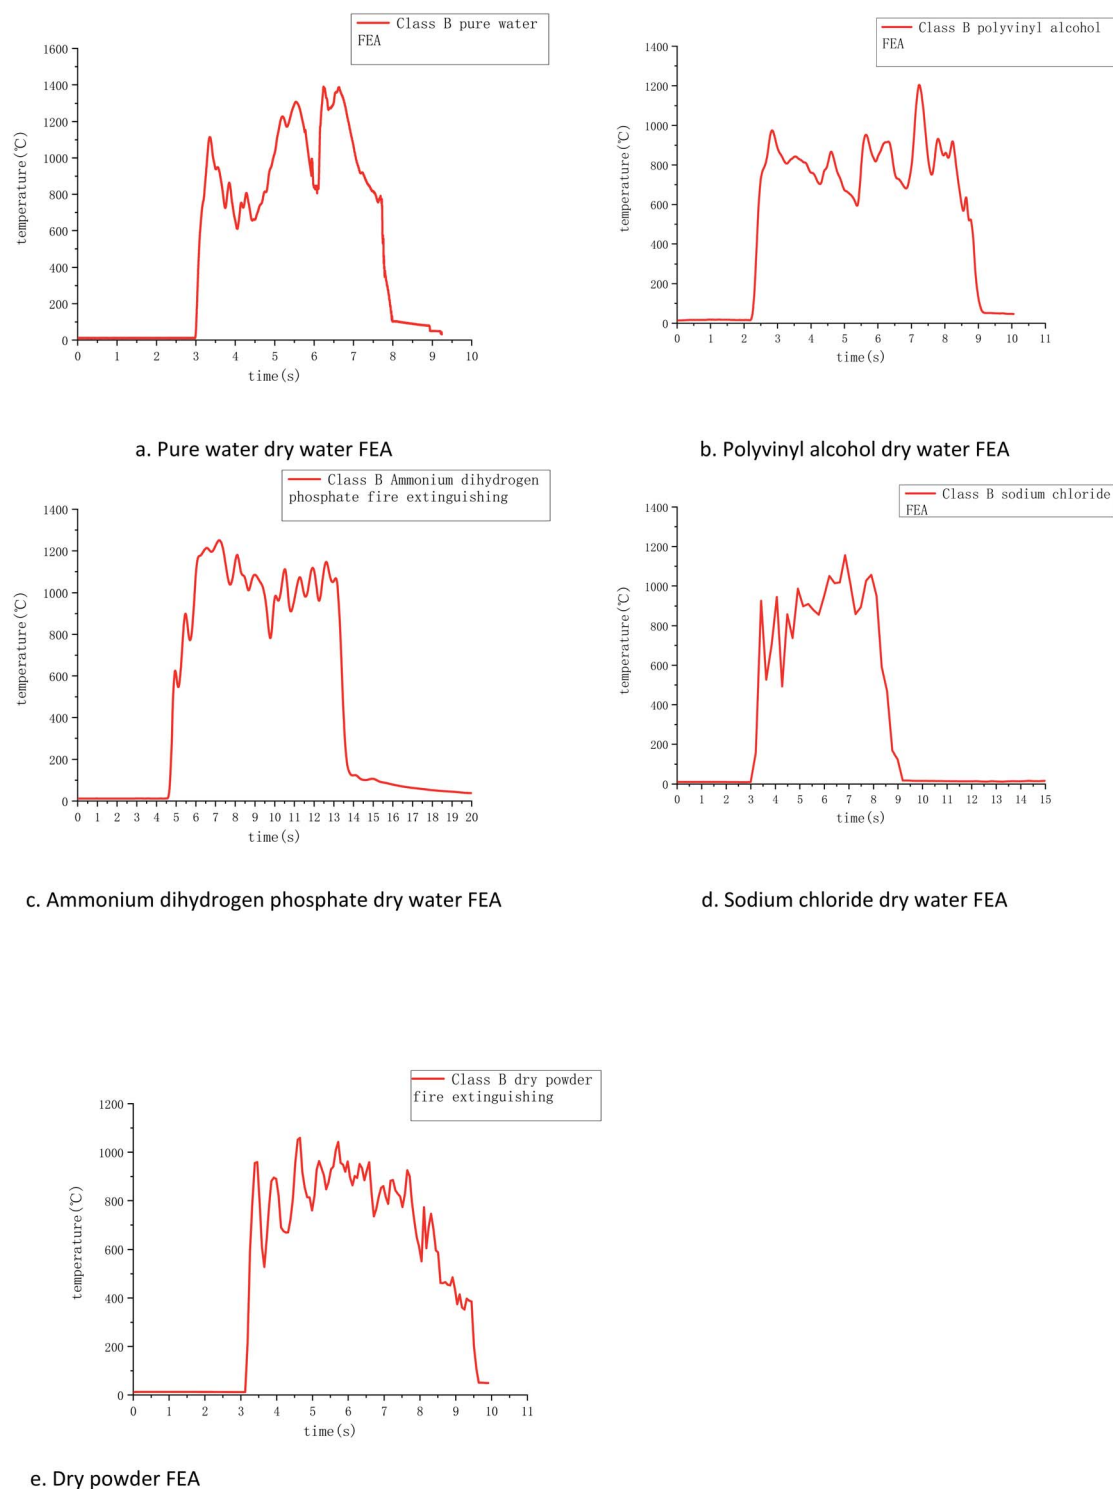 Class B pure water
FEA
1600
1400
1200
1000
800
600
400
200
0
temperature(℃)
0 1 2 3 4 5 6 7 8 9 10
time(s)
a. Pure water dry water FEA
Class B polyvinyl alcohol
FEA
1400
1200
1000
800
600
400
200
0
temperature(℃)
0 1 2 3 4 5 6 7 8 9 10 11
time(s)
b. Polyvinyl alcohol dry water FEA
Class B Ammonium dihydrogen
phosphate fire extinguishing
1400
1200
1000
800
600
400
200
0
temperature(℃)
0 1 2 3 4 5 6 7 8 9 10 11 12 13 14 15 16 17 18 19 20
time(s)
c. Ammonium dihydrogen phosphate dry water FEA
Class B sodium chloride
FEA
1400
1200
1000
800
600
400
200
0
temperature(℃)
0 1 2 3 4 5 6 7 8 9 10 11 12 13 14 15
time(s)
d. Sodium chloride dry water FEA
Class B dry powder
fire extinguishing
1200
1000
800
600
400
200
0
temperature(℃)
0 1 2 3 4 5 6 7 8 9 10 11
time(s)
e. Dry powder FEA